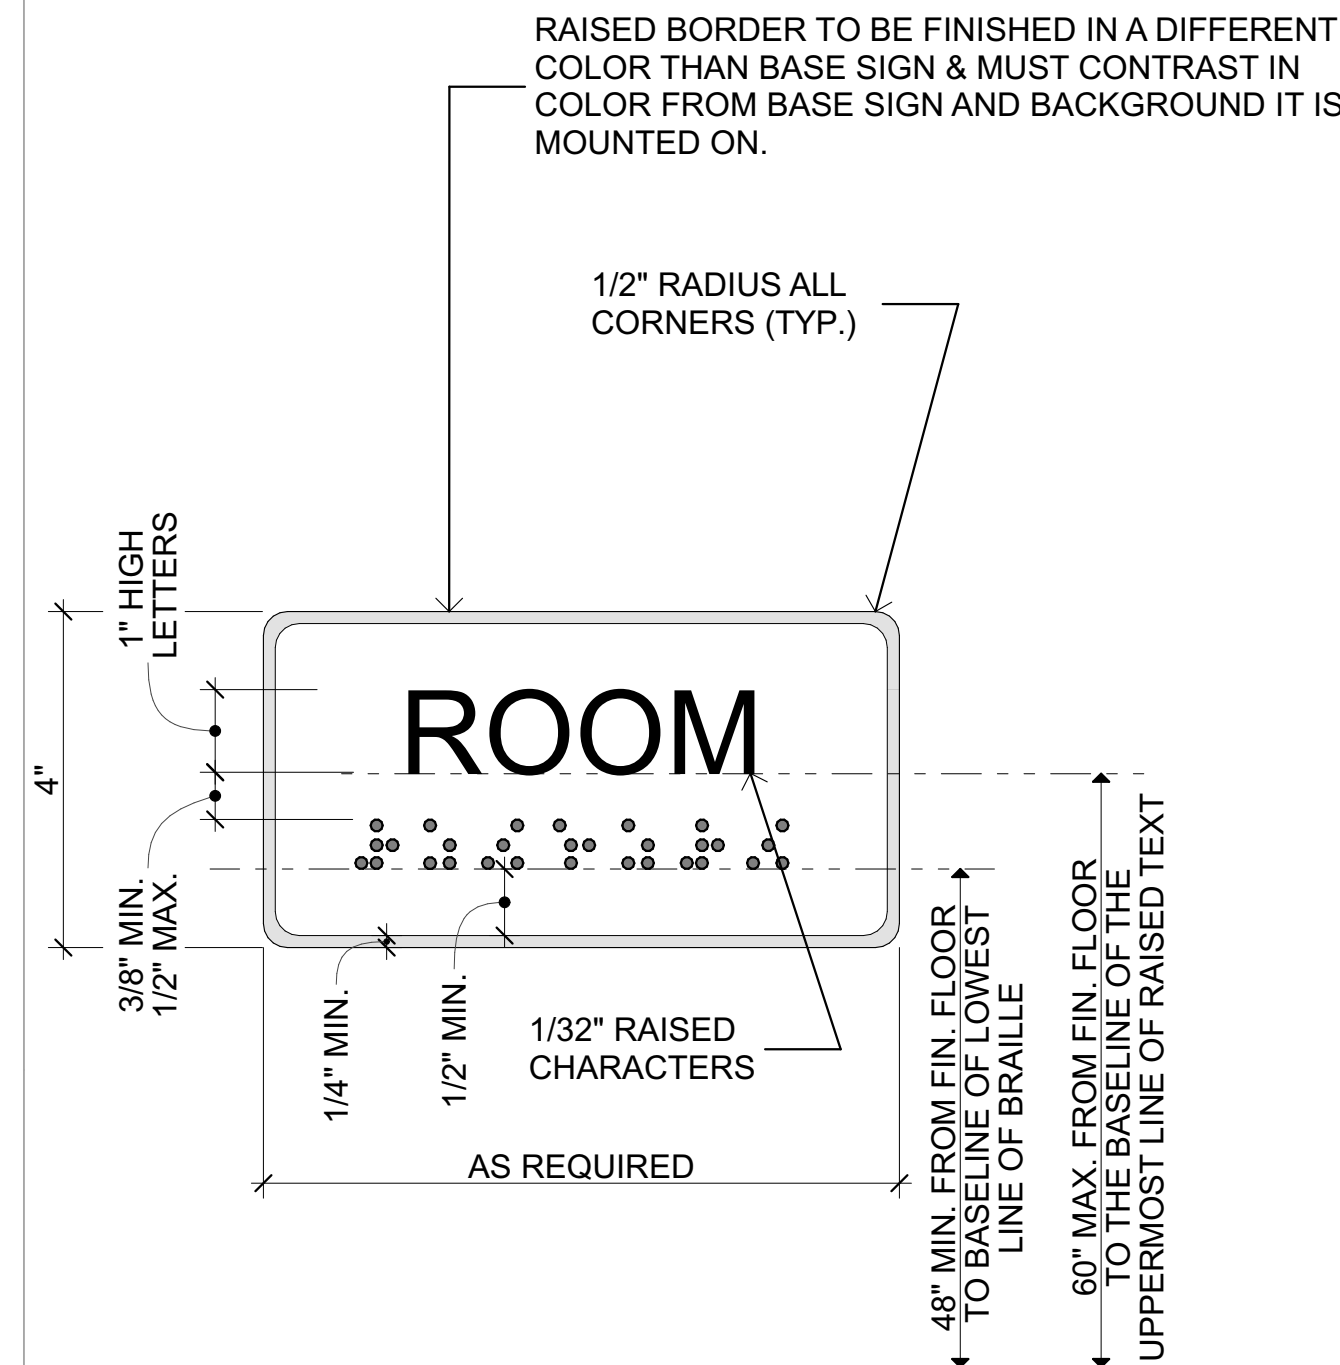 RAISED BORDER TO BE FINISHED IN A DIFFERENT
COLOR THAN BASE SIGN & MUST CONTRAST IN
COLOR FROM BASE SIGN AND BACKGROUND IT IS
MOUNTED ON.
1/2" RADIUS ALL
CORNERS (TYP.)
1" HIGH
LETTERS
4"
ROOM
3/8" MIN.
1/2" MAX.
1/4" MIN.
1/2" MIN.
1/32" RAISED
CHARACTERS
AS REQUIRED
48" MIN. FROM FIN. FLOOR
TO BASELINE OF LOWEST
LINE OF BRAILLE
60" MAX. FROM FIN. FLOOR
TO THE BASELINE OF THE
UPPERMOST LINE OF RAISED TEXT